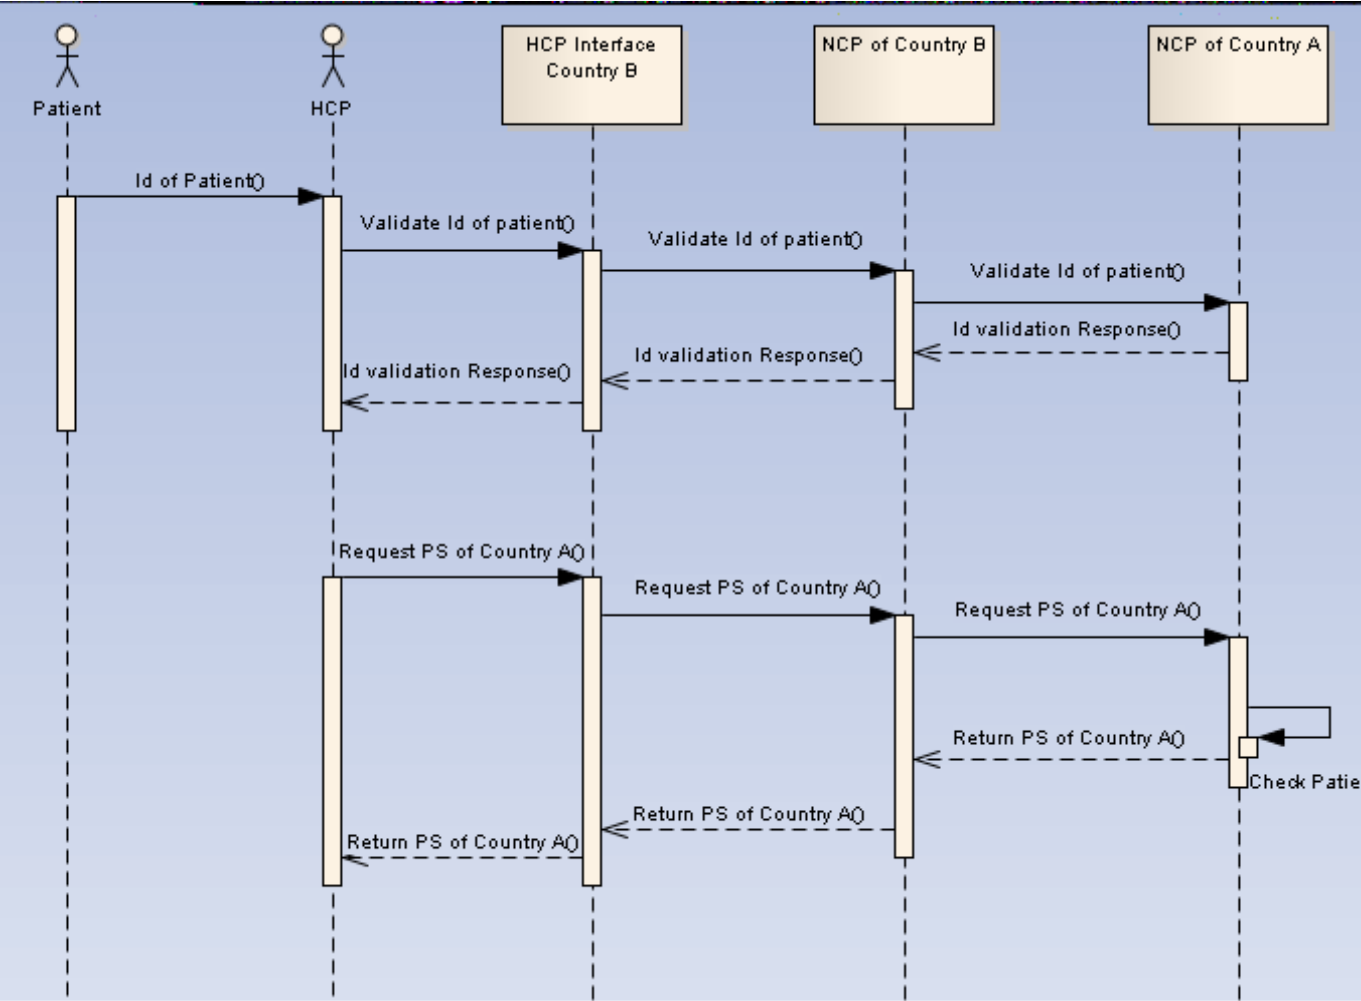 Patient
HCP
HCP Interface
Country B
NCP of Country B
NCP of Country A
Id of Patient()
Validate Id of patient()
Validate Id of patient()
Validate Id of patient()
Id validation Response()
Id validation Response()
Id validation Response()
Request PS of Country A()
Request PS of Country A()
Request PS of Country A()
Return PS of Country A()
Check Patie
Return PS of Country A()
Return PS of Country A()